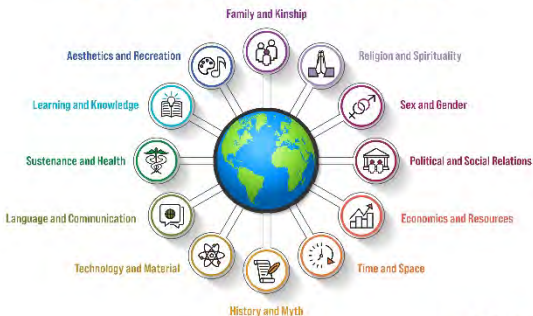 Family and Kinship
Aesthetics and Recreation
Religion and Spirituality
Learning and Knowledge
Sex and Gender
Sustenance and Health
Political and Social Relations
Language and Communication
Economics and Resources
Technology and Material
Time and Space
History and Myth